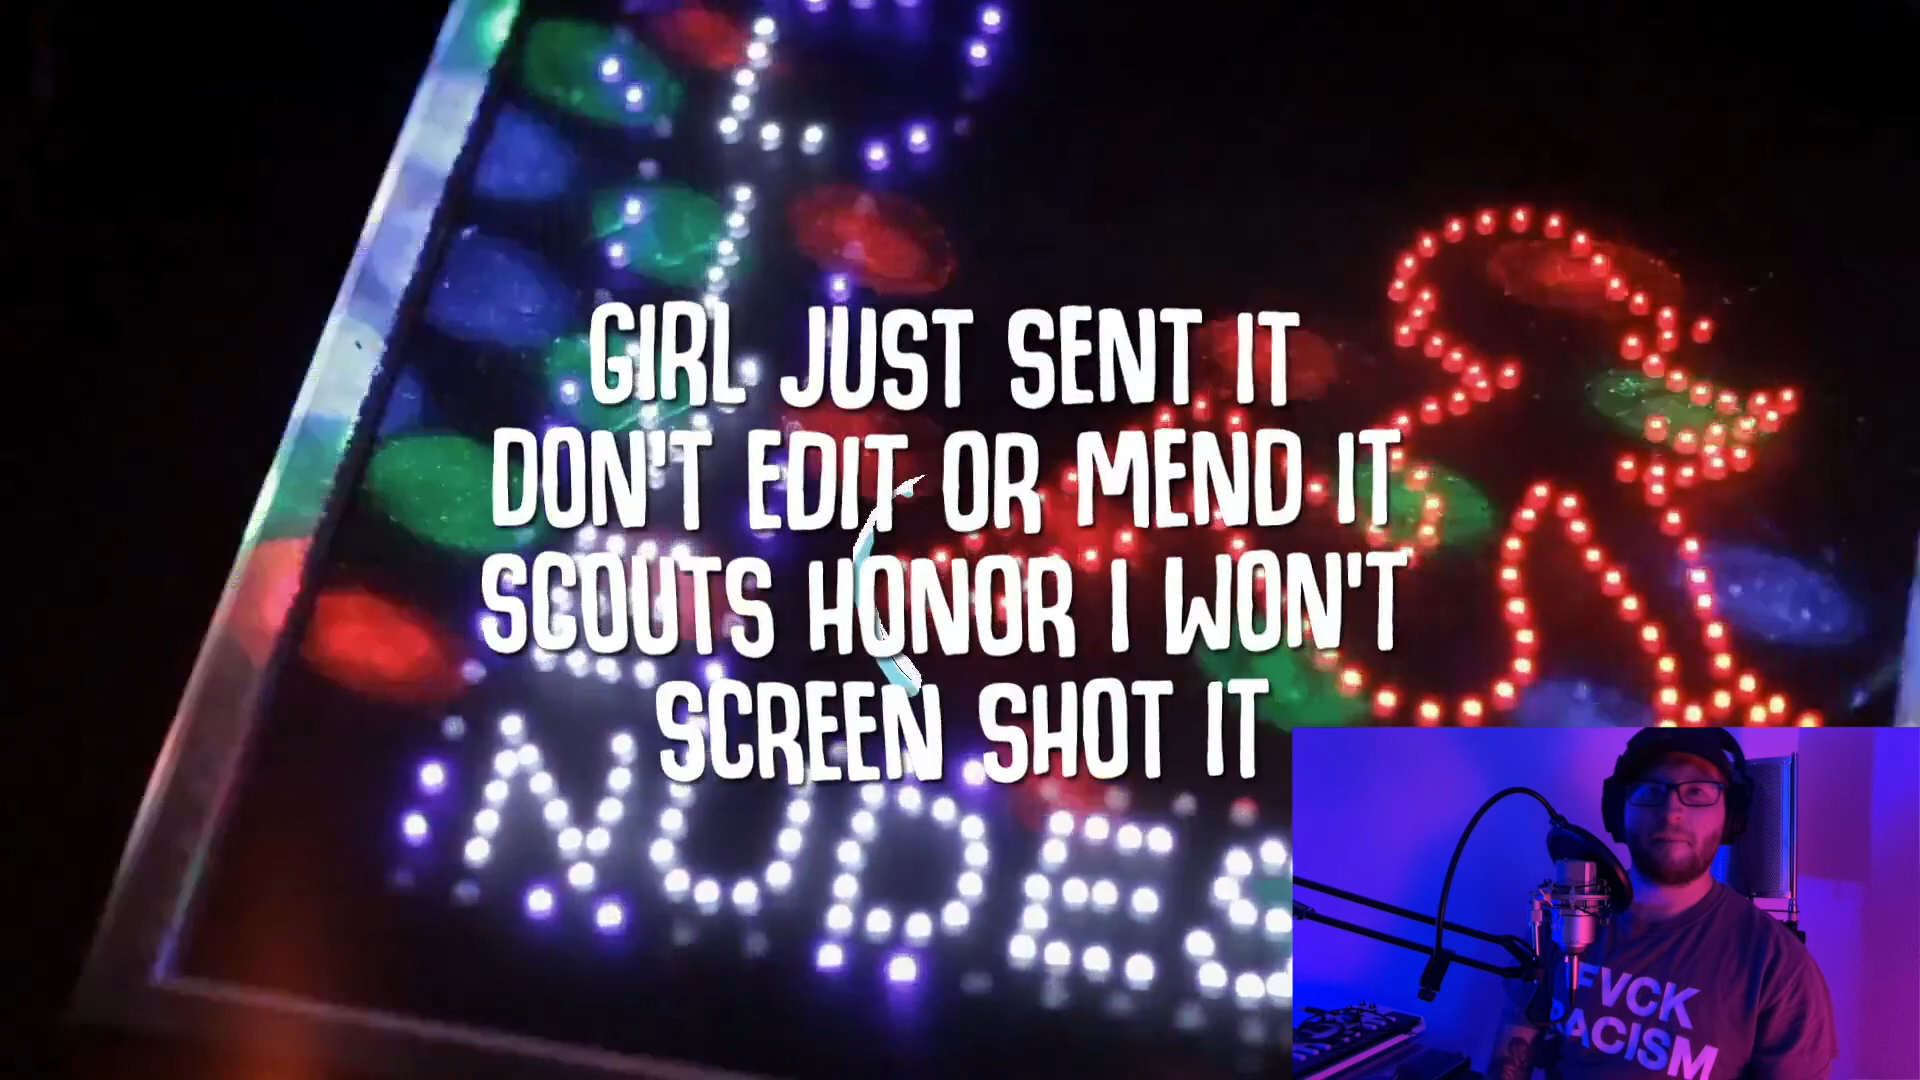 GIRL JUST SENT IT
DON'T EDIT OR MEND IT
SCOUTS HONOR I WON'T
SCREEN SHOT IT
NUDES
FVCK
RACISM